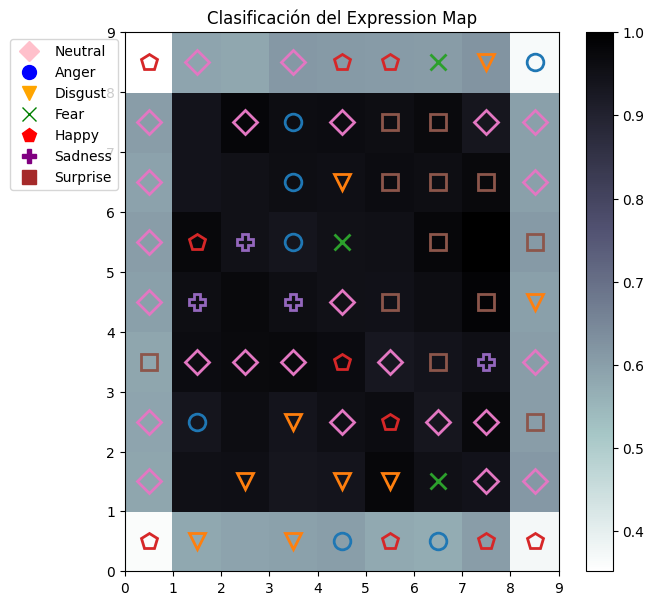 Clasificación del Expression Map
Neutral
Anger
Disgust
Fear
Happy
Sadness
Surprise
9
8
7
6
5
4
3
2
1
0
0 1 2 3 4 5 6 7 8 9
1.0
0.9
0.8
0.7
0.6
0.5
0.4